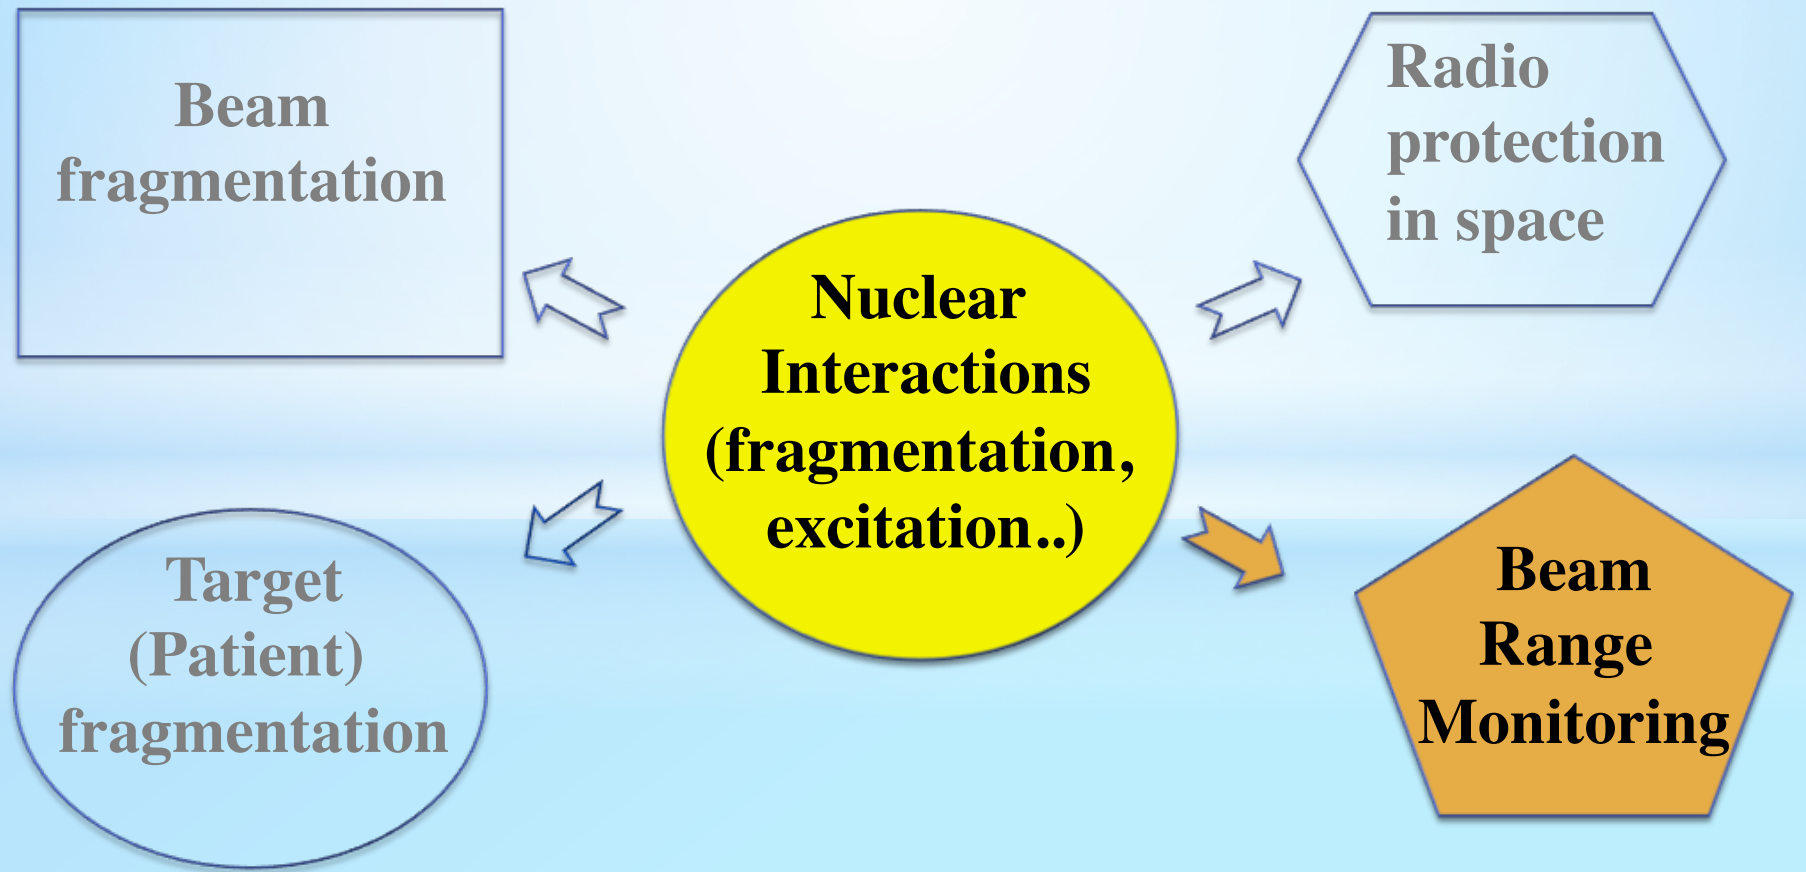 Beam
fragmentation
Radio
protection
in space
Nuclear
Interactions
(fragmentation,
excitation..)
Target
(Patient)
fragmentation
Beam
Range
Monitoring